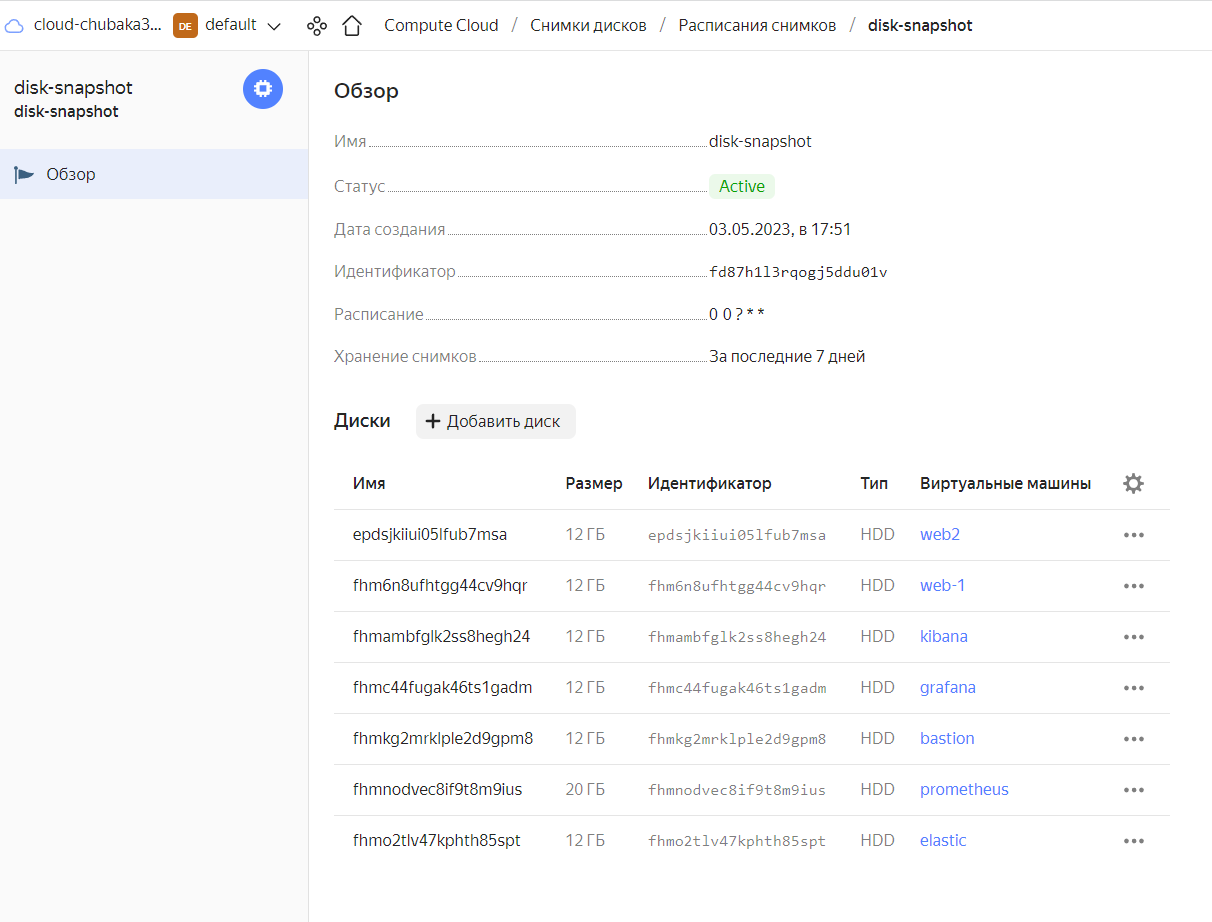 cloud-chubaka3... DE default Compute Cloud / Снимки дисков / Расписания снимков / disk-snapshot
disk-snapshot
disk-snapshot
Обзор
Обзор
Имя disk-snapshot
Статус Active
Дата создания 03.05.2023, в 17:51
Идентификатор fd87h1l3rqogj5ddu01v
Расписание 0 0 ? * *
Хранение снимков За последние 7 дней
Диски + Добавить диск
Имя Размер Идентификатор Тип Виртуальные машины
epdsjkiiui05lfub7msa 12 ГБ epdsjkiiui05lfub7msa HDD web2
fhm6n8ufhtgg44cv9hqr 12 ГБ fhm6n8ufhtgg44cv9hqr HDD web-1
fhmambfglk2ss8hegh24 12 ГБ fhmambfglk2ss8hegh24 HDD kibana
fhmc44fugak46ts1gadm 12 ГБ fhmc44fugak46ts1gadm HDD grafana
fhmkg2mrklple2d9gpm8 12 ГБ fhmkg2mrklple2d9gpm8 HDD bastion
fhmnodvec8if9t8m9ius 20 ГБ fhmnodvec8if9t8m9ius HDD prometheus
fhmo2tlv47kphth85spt 12 ГБ fhmo2tlv47kphth85spt HDD elastic